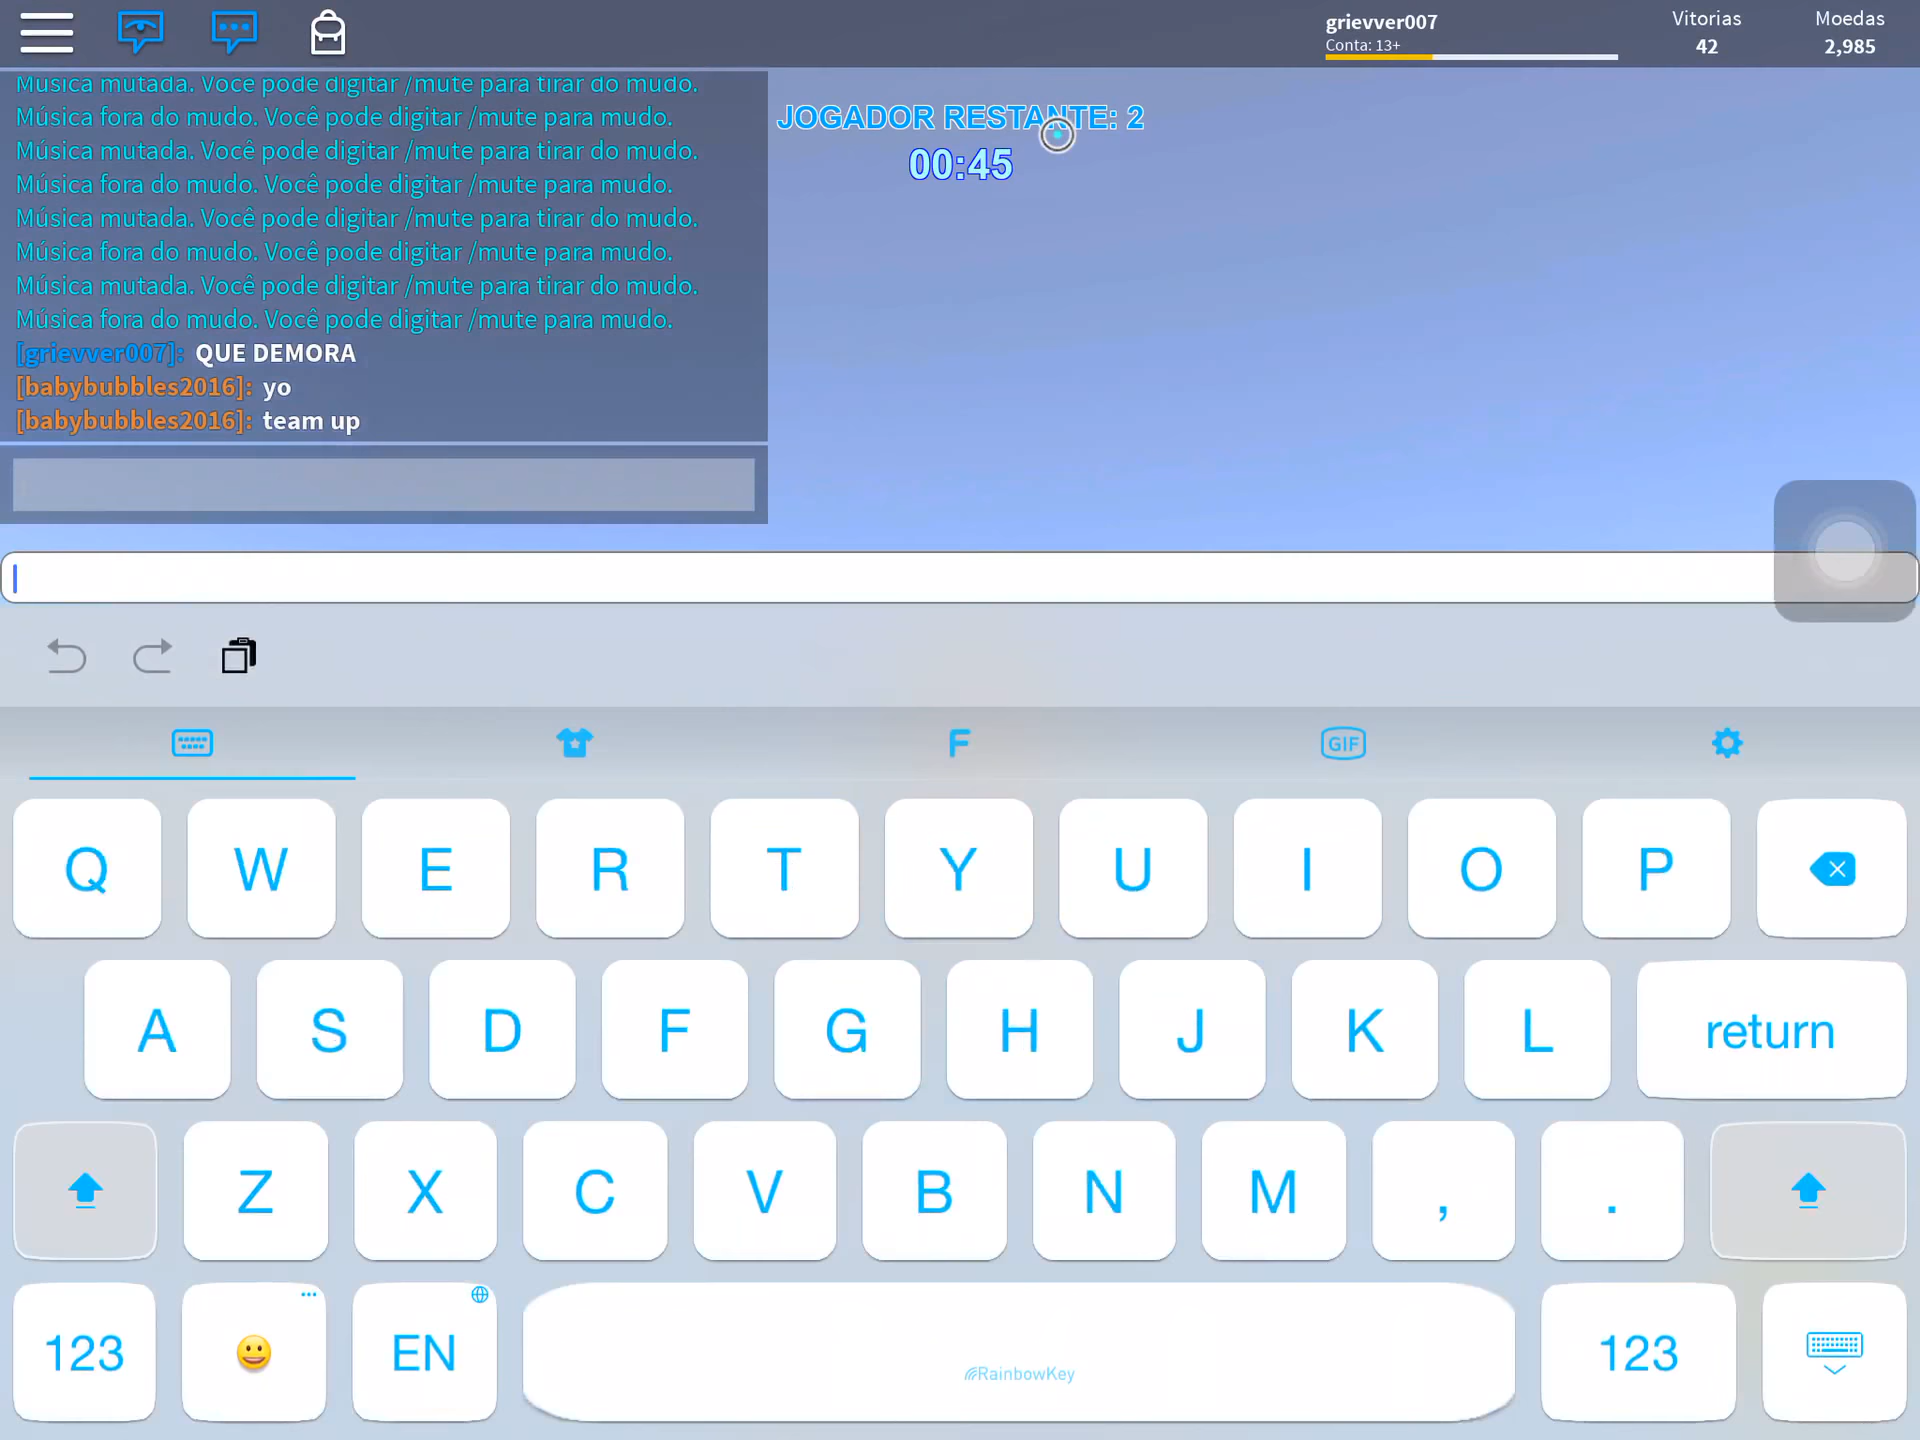 grievver007
Conta: 13+
Vitorias
42
Moedas
2,985
Música mutada. Você pode digitar /mute para tirar do mudo.
Música fora do mudo. Você pode digitar /mute para mudo.
Música mutada. Você pode digitar /mute para tirar do mudo.
Música fora do mudo. Você pode digitar /mute para mudo.
Música mutada. Você pode digitar /mute para tirar do mudo.
Música fora do mudo. Você pode digitar /mute para mudo.
Música mutada. Você pode digitar /mute para tirar do mudo.
Música fora do mudo. Você pode digitar /mute para mudo.
[grievver007]: QUE DEMORA
[babybubbles2016]: yo
[babybubbles2016]: team up
JOGADOR RESTANTE: 2
00:45
F
GIF
Q W E R T Y U I O P
A S D F G H J K L return
Z X C V B N M , .
123 EN RainbowKey 123